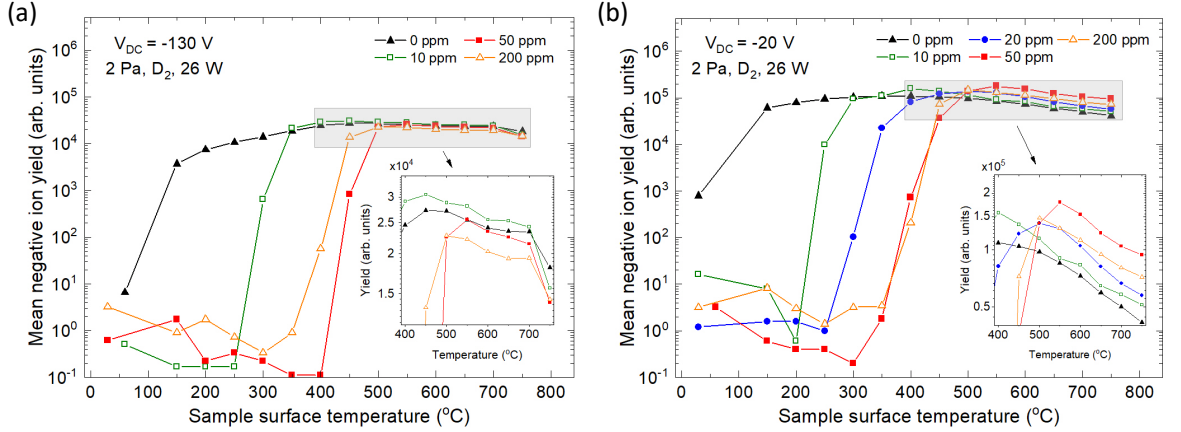 (a)
V_DC = -130 V
2 Pa, D₂, 26 W
0 ppm
50 ppm
10 ppm
200 ppm
Mean negative ion yield (arb. units)
10⁶
10⁵
10⁴
10³
10²
10¹
10⁰
10⁻¹
0 100 200 300 400 500 600 700 800
Sample surface temperature (°C)
x10⁴
Yield (arb. units)
3
2.5
2
1.5
400 500 600 700
Temperature (°C)
(b)
V_DC = -20 V
2 Pa, D₂, 26 W
0 ppm
20 ppm
200 ppm
10 ppm
50 ppm
Mean negative ion yield (arb. units)
10⁶
10⁵
10⁴
10³
10²
10¹
10⁰
10⁻¹
0 100 200 300 400 500 600 700 800
Sample surface temperature (°C)
x10⁵
Yield (arb. units)
2
1.5
1
0.5
400 500 600 700
Temperature (°C)